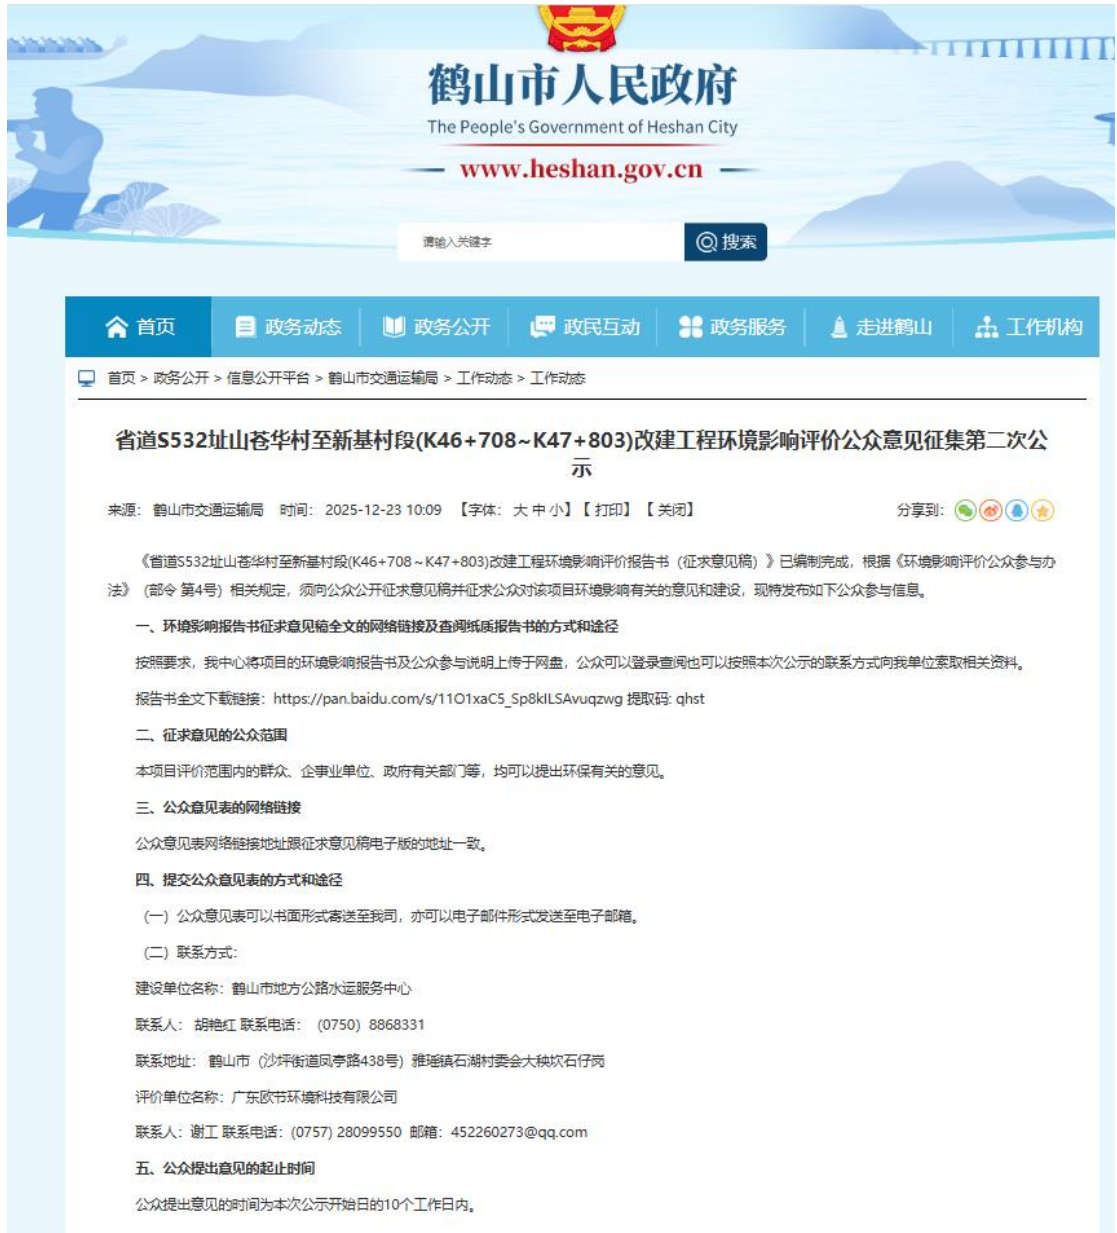 鹤山市人民政府
The People's Government of Heshan City
www.heshan.gov.cn
请输入关键字
搜索
首页 政务动态 政务公开 政民互动 政务服务 走进鹤山 工作机构
首页 > 政务公开 > 信息公开平台 > 鹤山市交通运输局 > 工作动态 > 工作动态
省道S532址山苍华村至新基村段(K46+708~K47+803)改建工程环境影响评价公众意见征集第二次公
示
来源: 鹤山市交通运输局 时间: 2025-12-23 10:09 【字体: 大 中 小】【 打印】 【 关闭】 分享到:
《省道S532址山苍华村至新基村段(K46+708~K47+803)改建工程环境影响评价报告书（征求意见稿）》已编制完成，根据《环境影响评价公众参与办
法》（部令 第4号）相关规定，须向公众公开征求意见稿并征求公众对该项目环境影响有关的意见和建设，现特发布如下公众参与信息。
一、环境影响报告书征求意见稿全文的网络链接及查阅纸质报告书的方式和途径
按照要求，我中心将项目的环境影响报告书及公众参与说明上传于网盘，公众可以登录查阅也可以按照本次公示的联系方式向我单位索取相关资料。
报告书全文下载链接：https://pan.baidu.com/s/11O1xaC5_Sp8kILSAvuqzwg 提取码: qhst
二、征求意见的公众范围
本项目评价范围内的群众、企事业单位、政府有关部门等，均可以提出环保有关的意见。
三、公众意见表的网络链接
公众意见表网络链接地址跟征求意见稿电子版的地址一致。
四、提交公众意见表的方式和途径
（一）公众意见表可以书面形式寄送至我司，亦可以电子邮件形式发送至电子邮箱。
（二）联系方式：
建设单位名称：鹤山市地方公路水运服务中心
联系人： 胡艳红 联系电话：（0750）8868331
联系地址： 鹤山市（沙坪街道凤亭路438号）雅瑶镇石湖村委会大秧坎石仔岗
评价单位名称：广东欧节环境科技有限公司
联系人：谢工 联系电话：(0757) 28099550 邮箱：452260273@qq.com
五、公众提出意见的起止时间
公众提出意见的时间为本次公示开始日的10个工作日内。